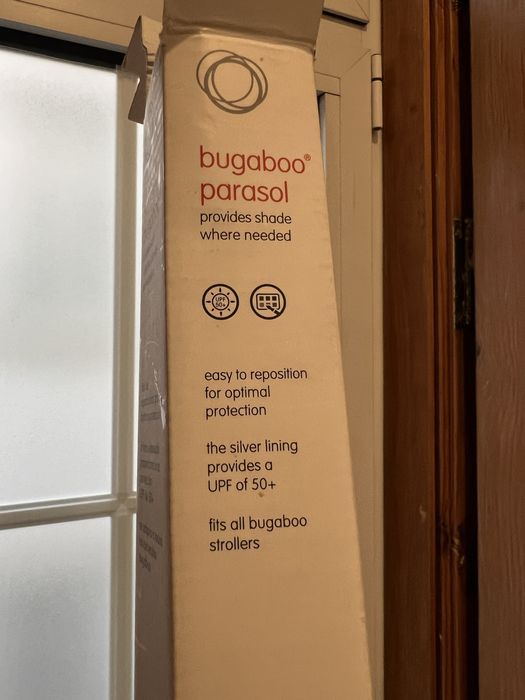 bugaboo®
parasol
provides shade
where needed
UPF
50+
easy to reposition
for optimal
protection
the silver lining
provides a
UPF of 50+
fits all bugaboo
strollers